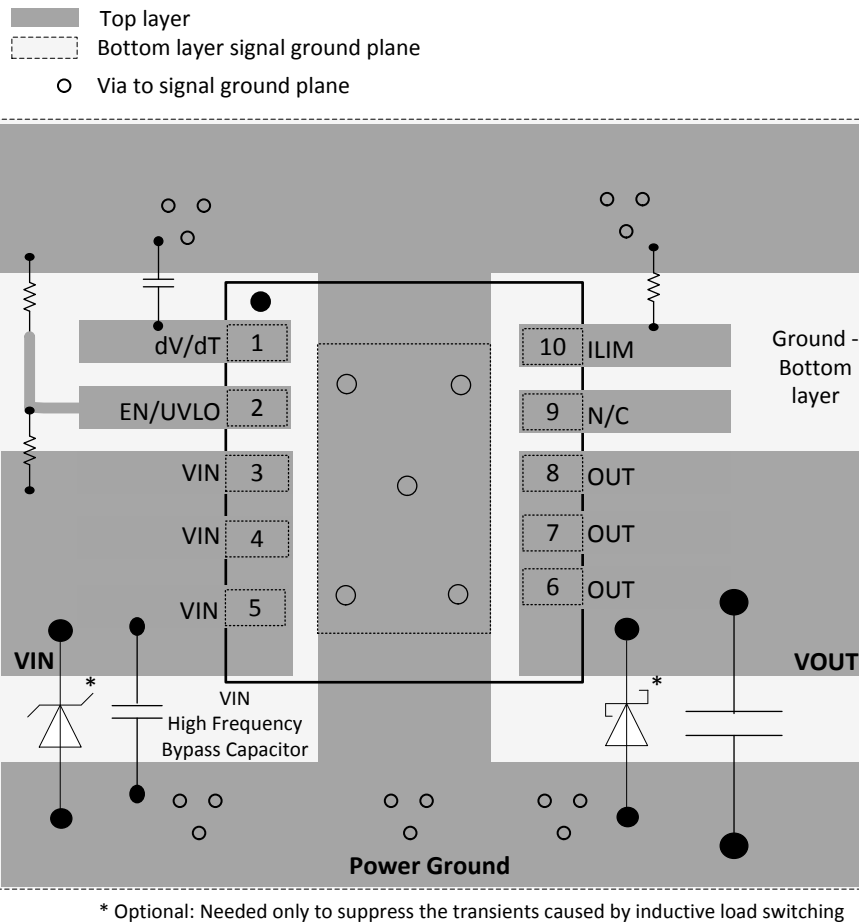 Top layer
Bottom layer signal ground plane
Via to signal ground plane
dV/dT 1
10 ILIM
Ground -
Bottom
layer
EN/UVLO 2
9 N/C
VIN 3
8 OUT
VIN 4
7 OUT
VIN 5
6 OUT
VIN
*
*
VOUT
VIN
High Frequency
Bypass Capacitor
Power Ground
* Optional: Needed only to suppress the transients caused by inductive load switching